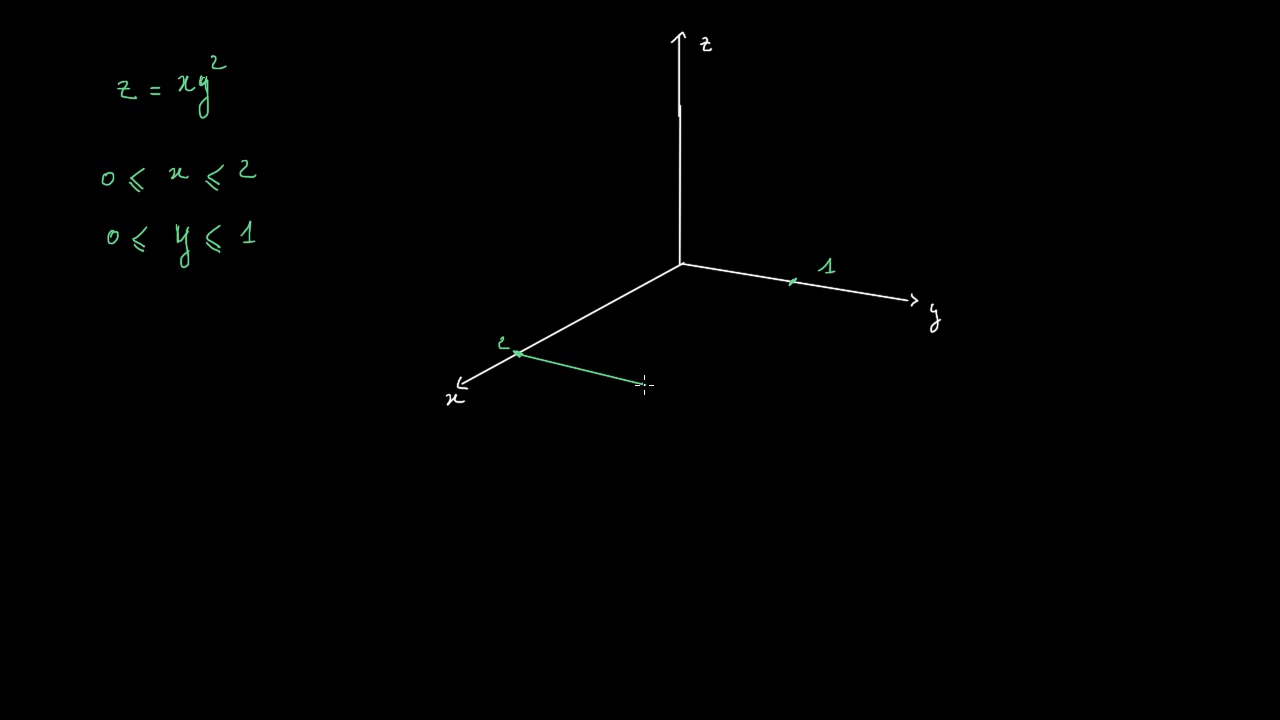 z = xy²
0 ⩽ x ⩽ 2
0 ⩽ y ⩽ 1
z
1
y
2
x